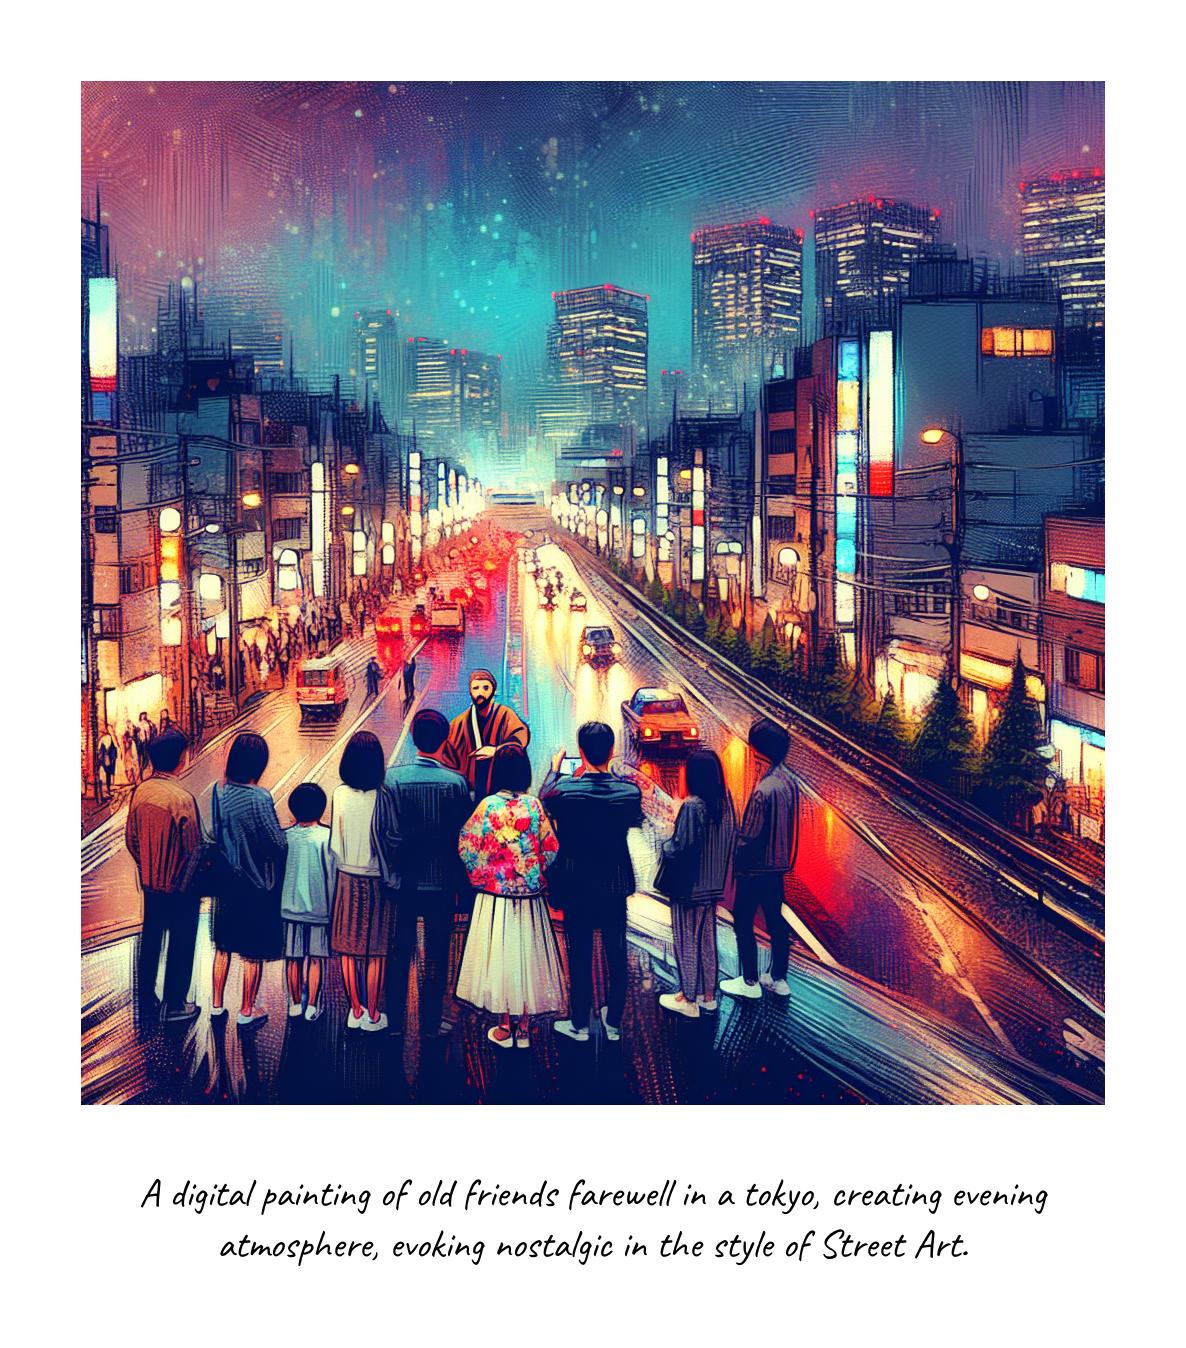 A digital painting of old friends farewell in a tokyo, creating evening
atmosphere, evoking nostalgic in the style of Street Art.